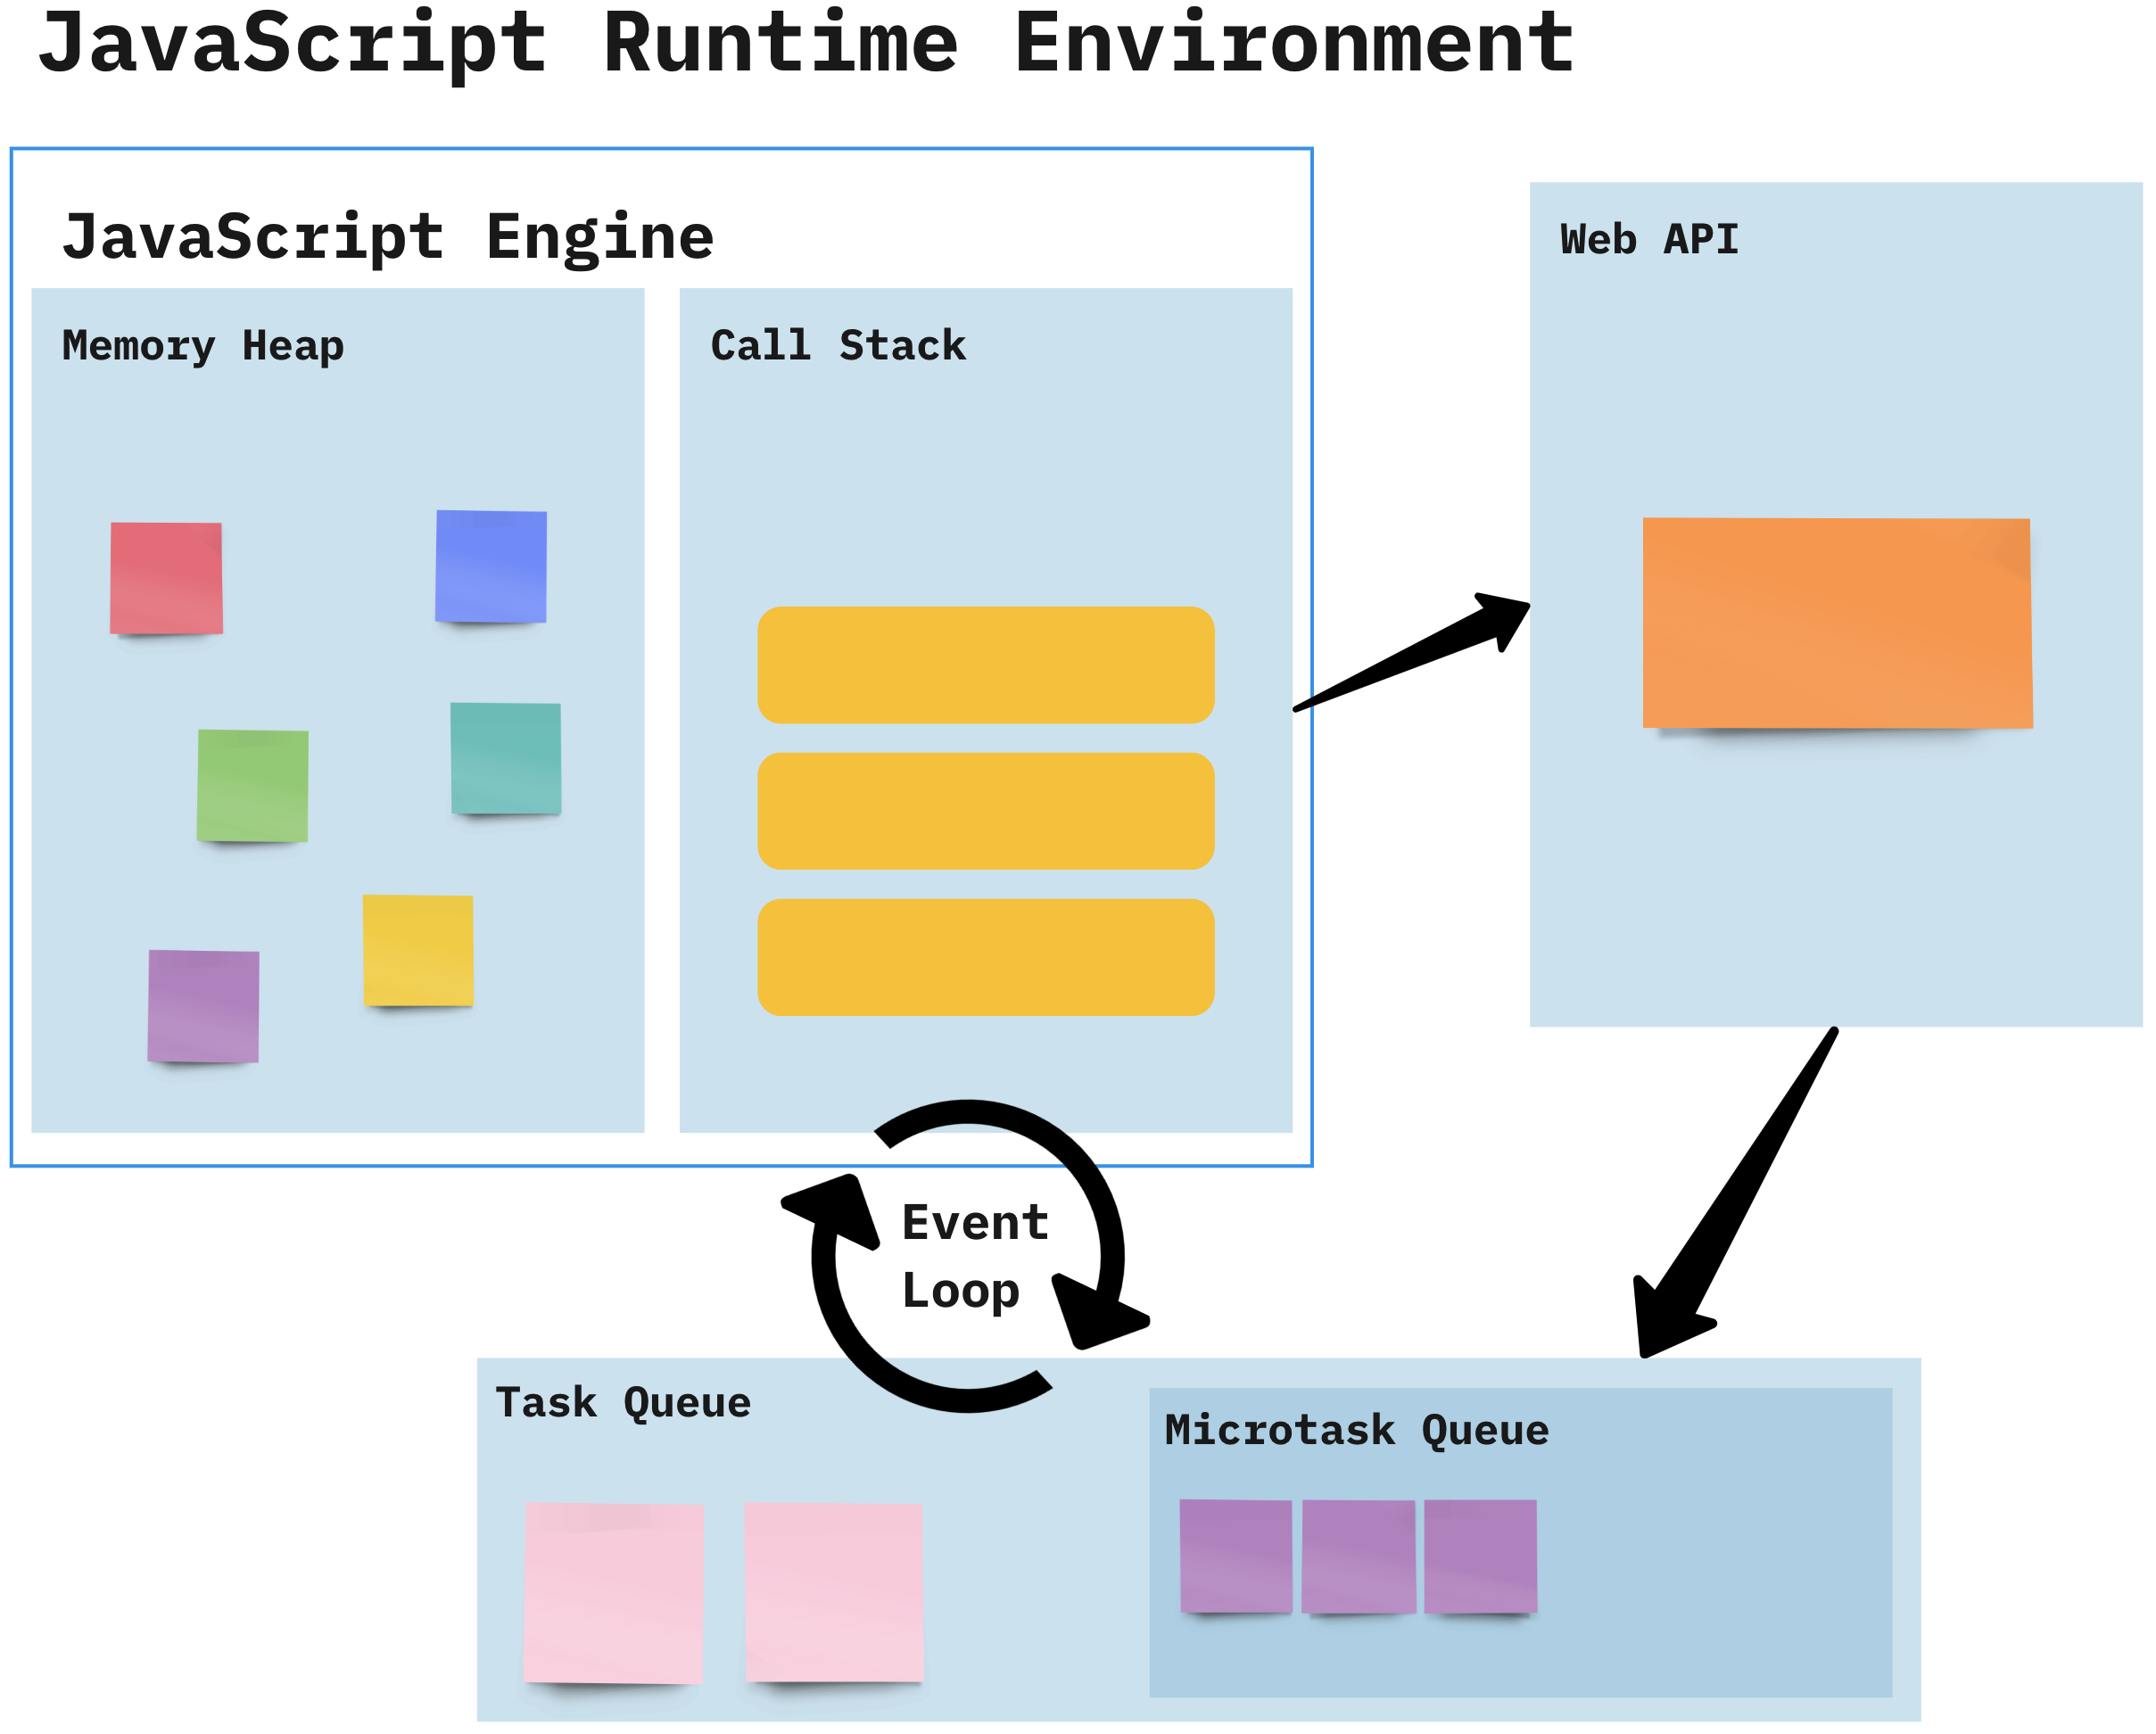 JavaScript Runtime Environment
JavaScript Engine
Memory Heap
Call Stack
Web API
Event
Loop
Task Queue
Microtask Queue